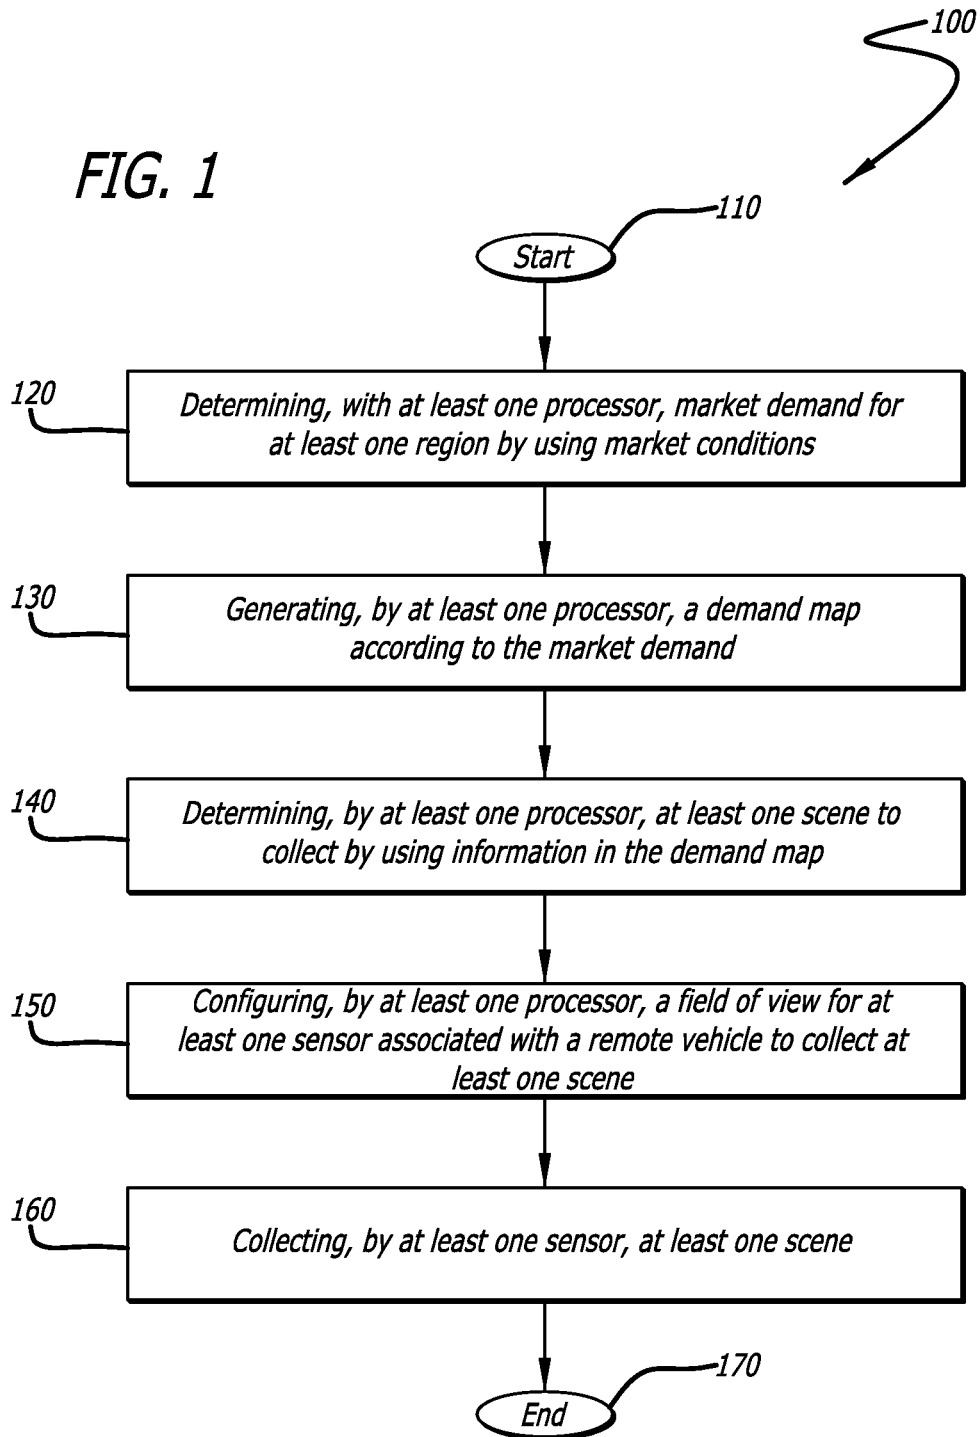 100
FIG. 1
110
Start
120
Determining, with at least one processor, market demand for
at least one region by using market conditions
130
Generating, by at least one processor, a demand map
according to the market demand
140
Determining, by at least one processor, at least one scene to
collect by using information in the demand map
150
Configuring, by at least one processor, a field of view for at
least one sensor associated with a remote vehicle to collect at
least one scene
160
Collecting, by at least one sensor, at least one scene
170
End